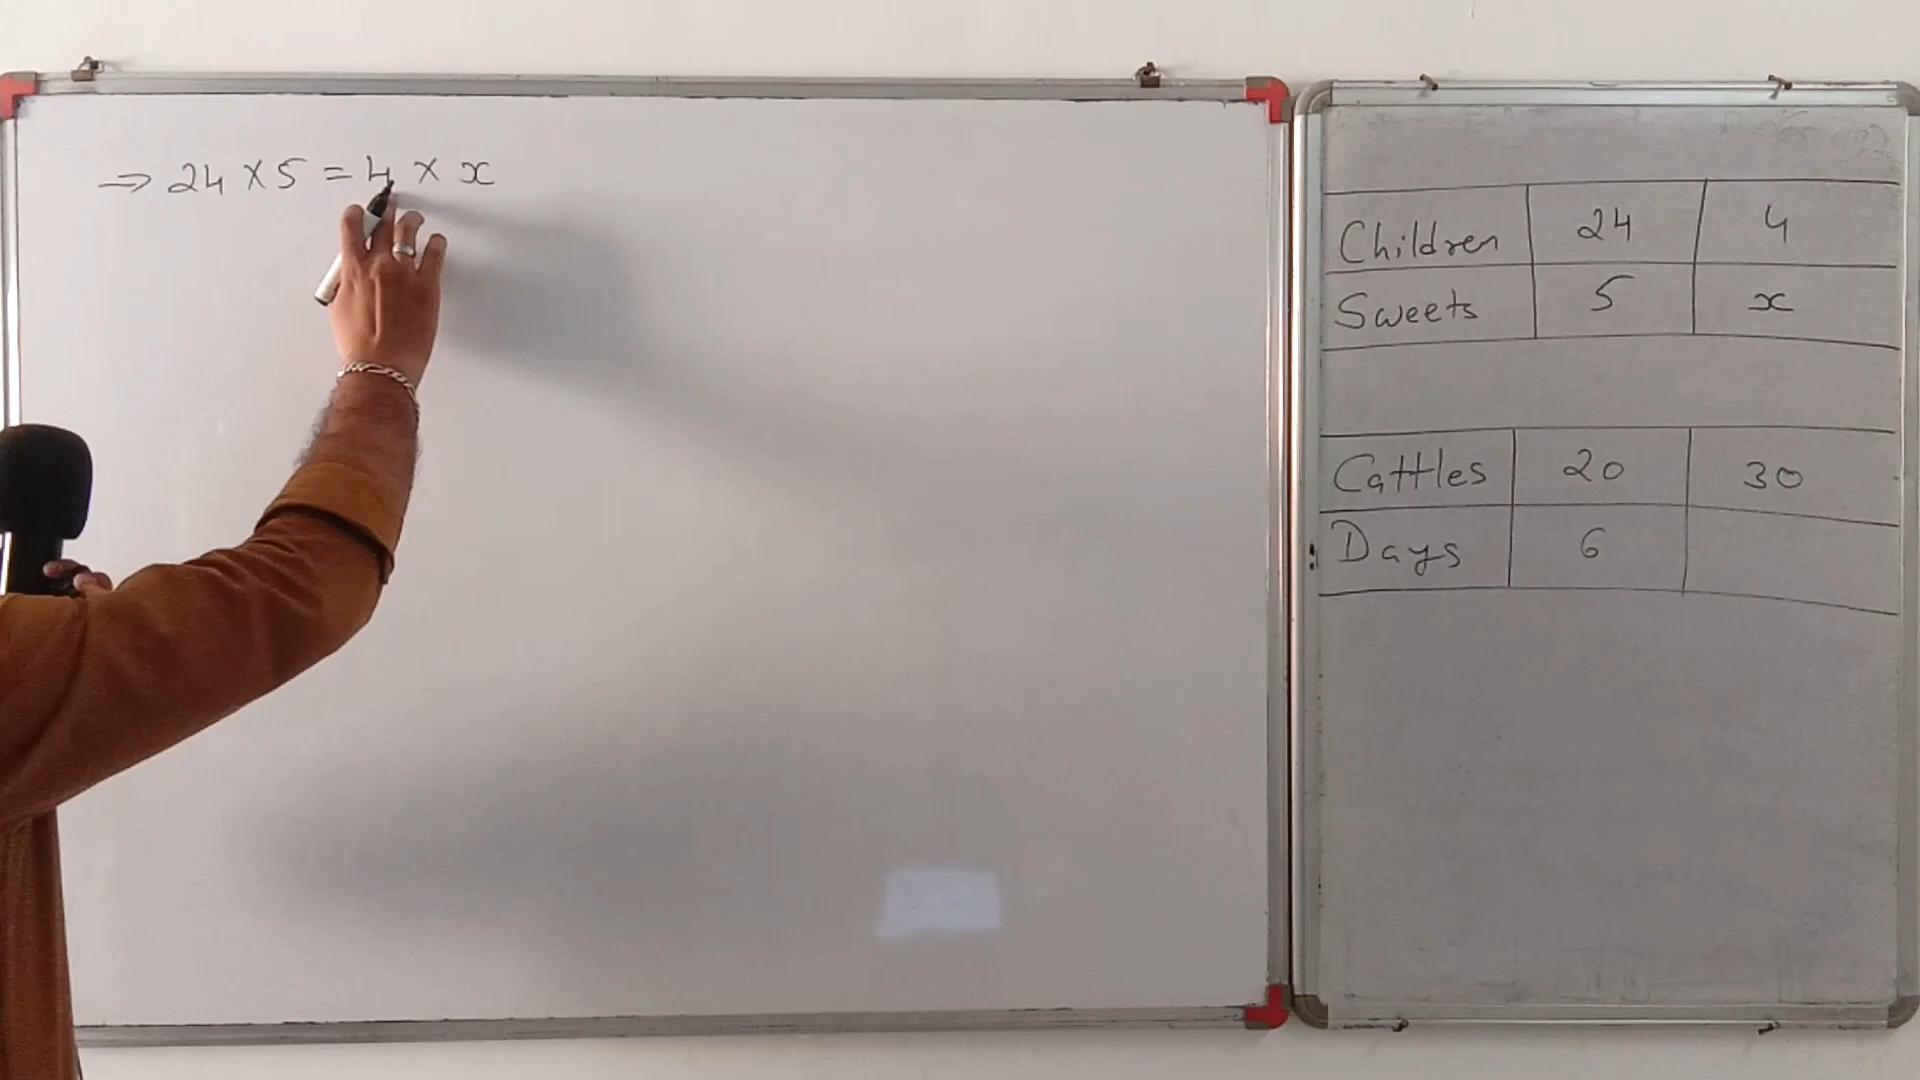 ⇒ 24 × 5 = 4 × x
Children 24 4
Sweets 5 x
Cattles 20 30
Days 6